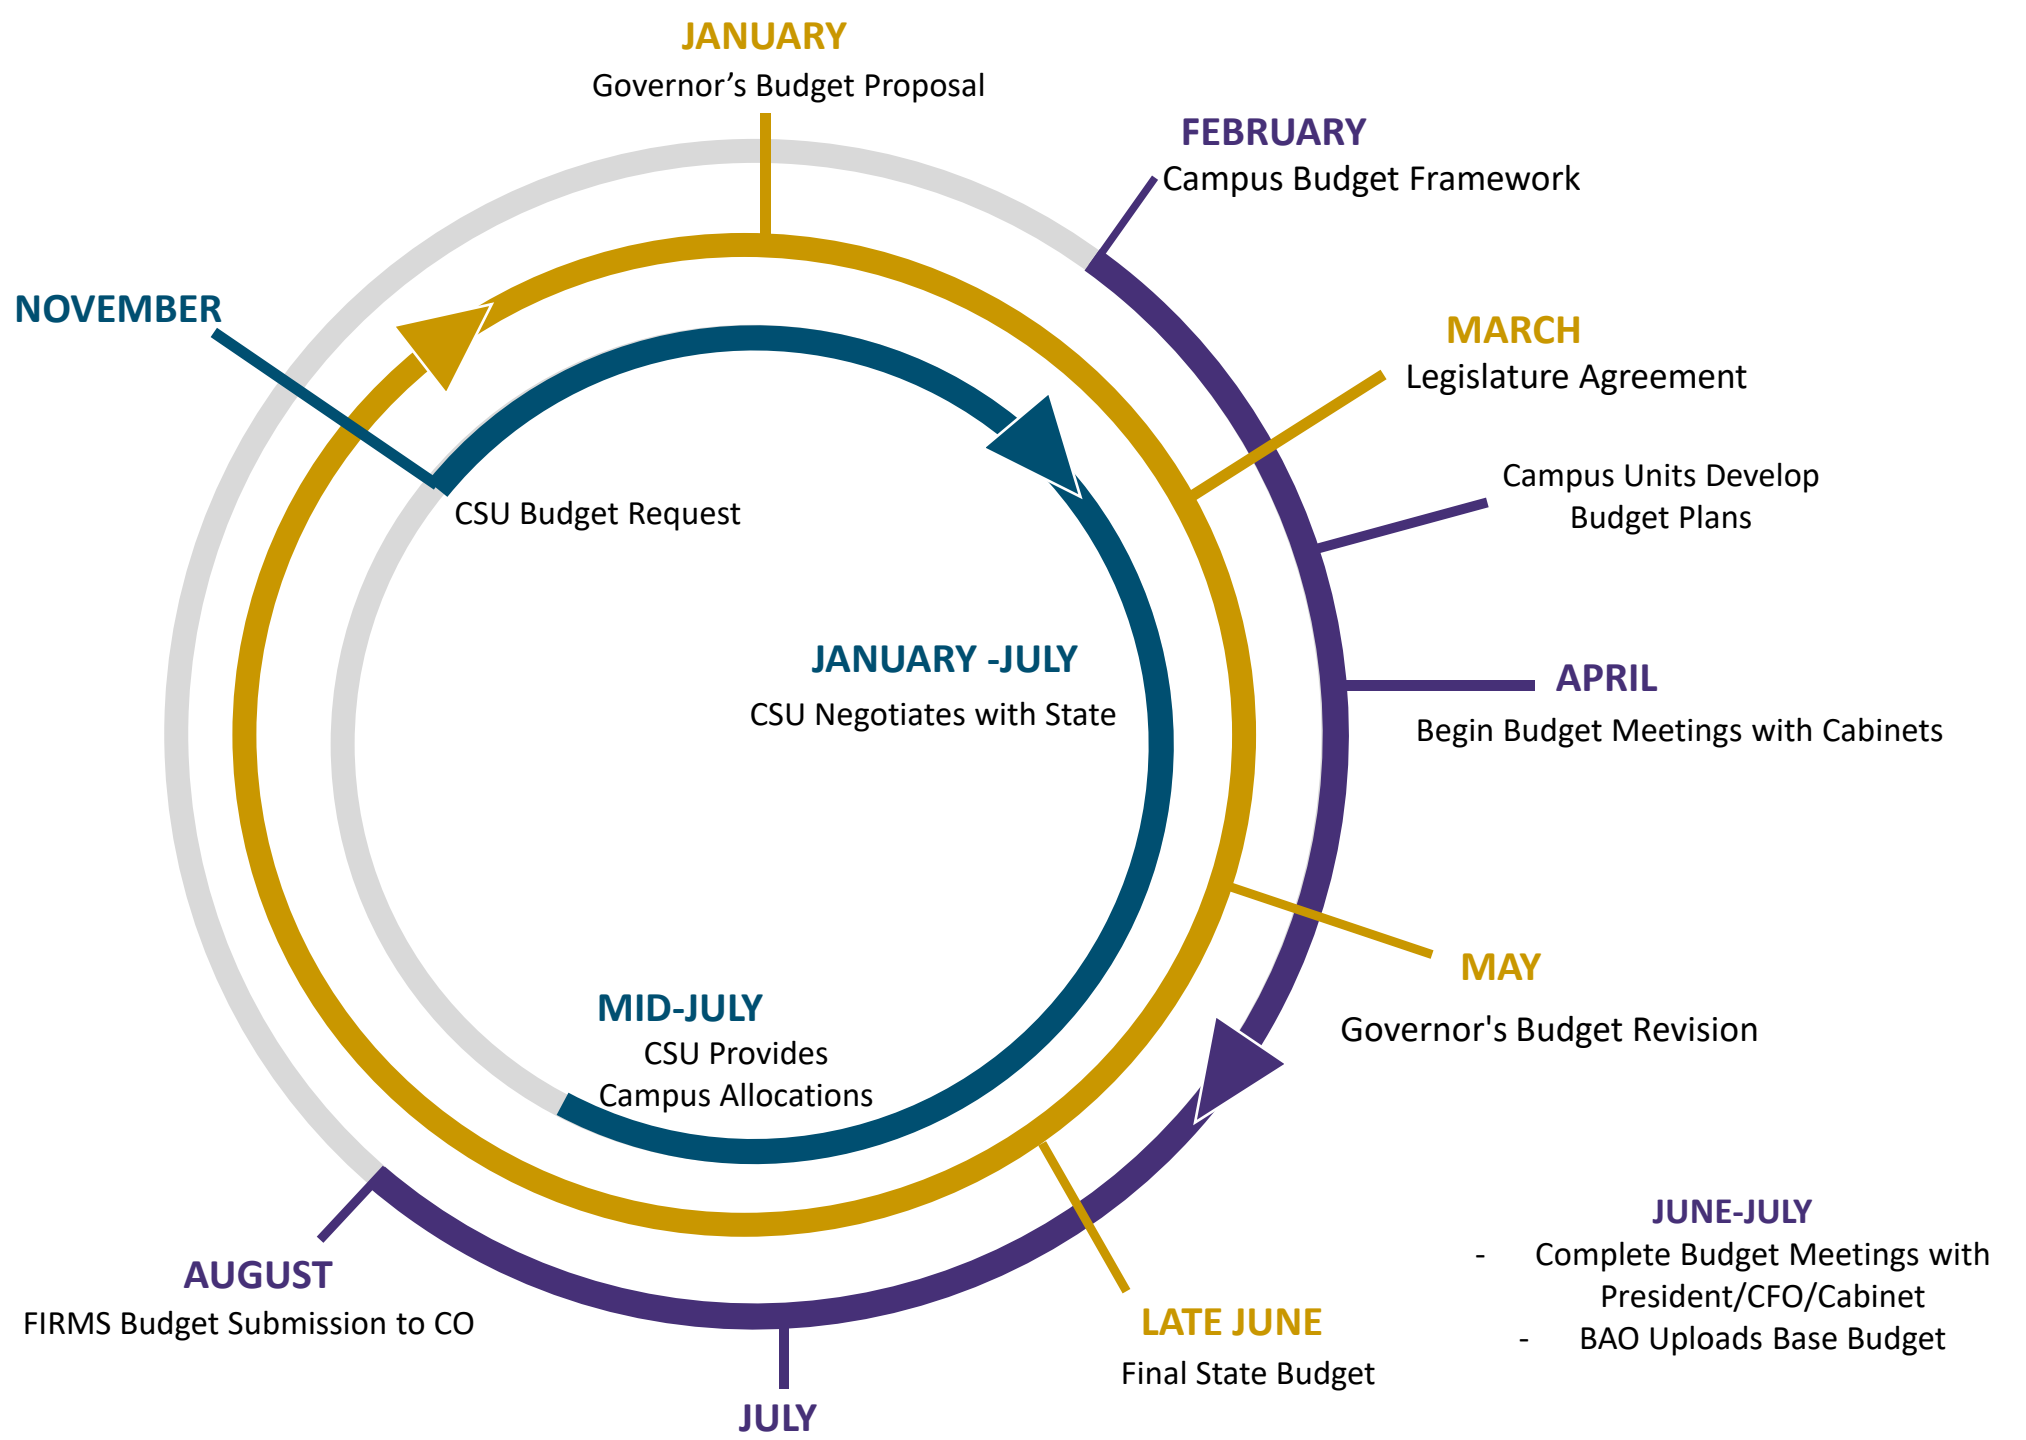 JANUARY
Governor's Budget Proposal
FEBRUARY
Campus Budget Framework
NOVEMBER
CSU Budget Request
MARCH
Legislature Agreement
Campus Units Develop
Budget Plans
JANUARY -JULY
CSU Negotiates with State
APRIL
Begin Budget Meetings with Cabinets
MAY
Governor's Budget Revision
MID-JULY
CSU Provides
Campus Allocations
JUNE-JULY
- Complete Budget Meetings with
President/CFO/Cabinet
- BAO Uploads Base Budget
LATE JUNE
Final State Budget
AUGUST
FIRMS Budget Submission to CO
JULY